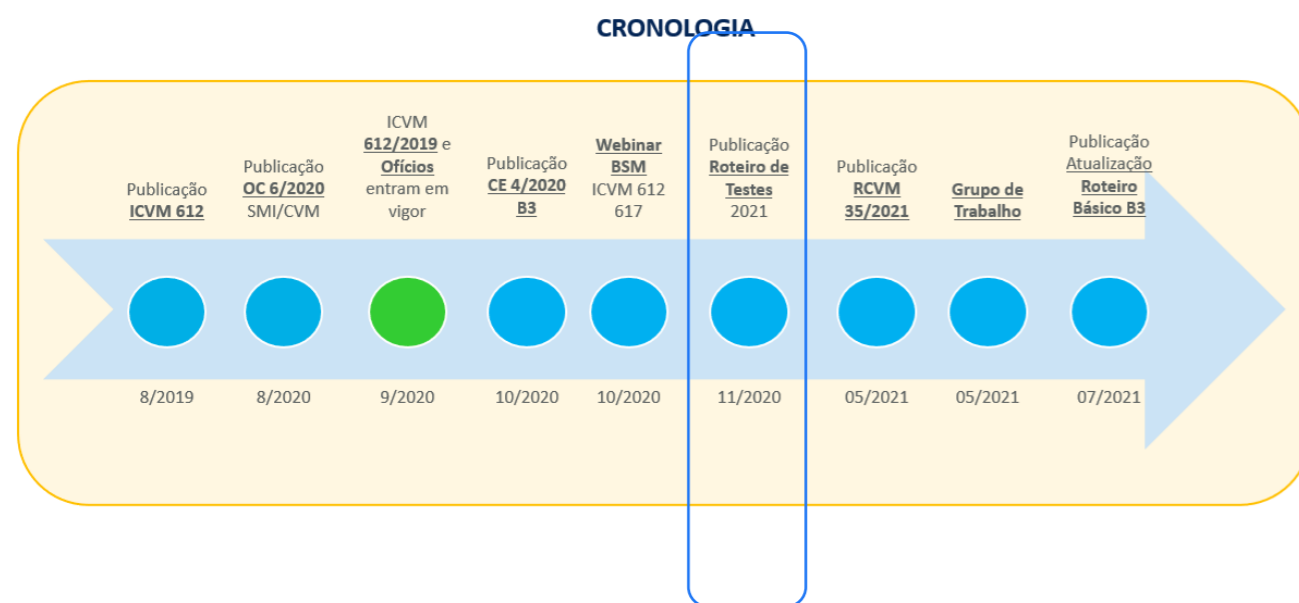 CRONOLOGIA
Publicação
ICVM 612
8/2019
Publicação
OC 6/2020
SMI/CVM
8/2020
ICVM
612/2019 e
Ofícios
entram em
vigor
9/2020
Publicação
CE 4/2020
B3
10/2020
Webinar
BSM
ICVM 612
617
10/2020
Publicação
Roteiro de
Testes
2021
11/2020
Publicação
RCVM
35/2021
05/2021
Grupo de
Trabalho
05/2021
Publicação
Atualização
Roteiro
Básico B3
07/2021